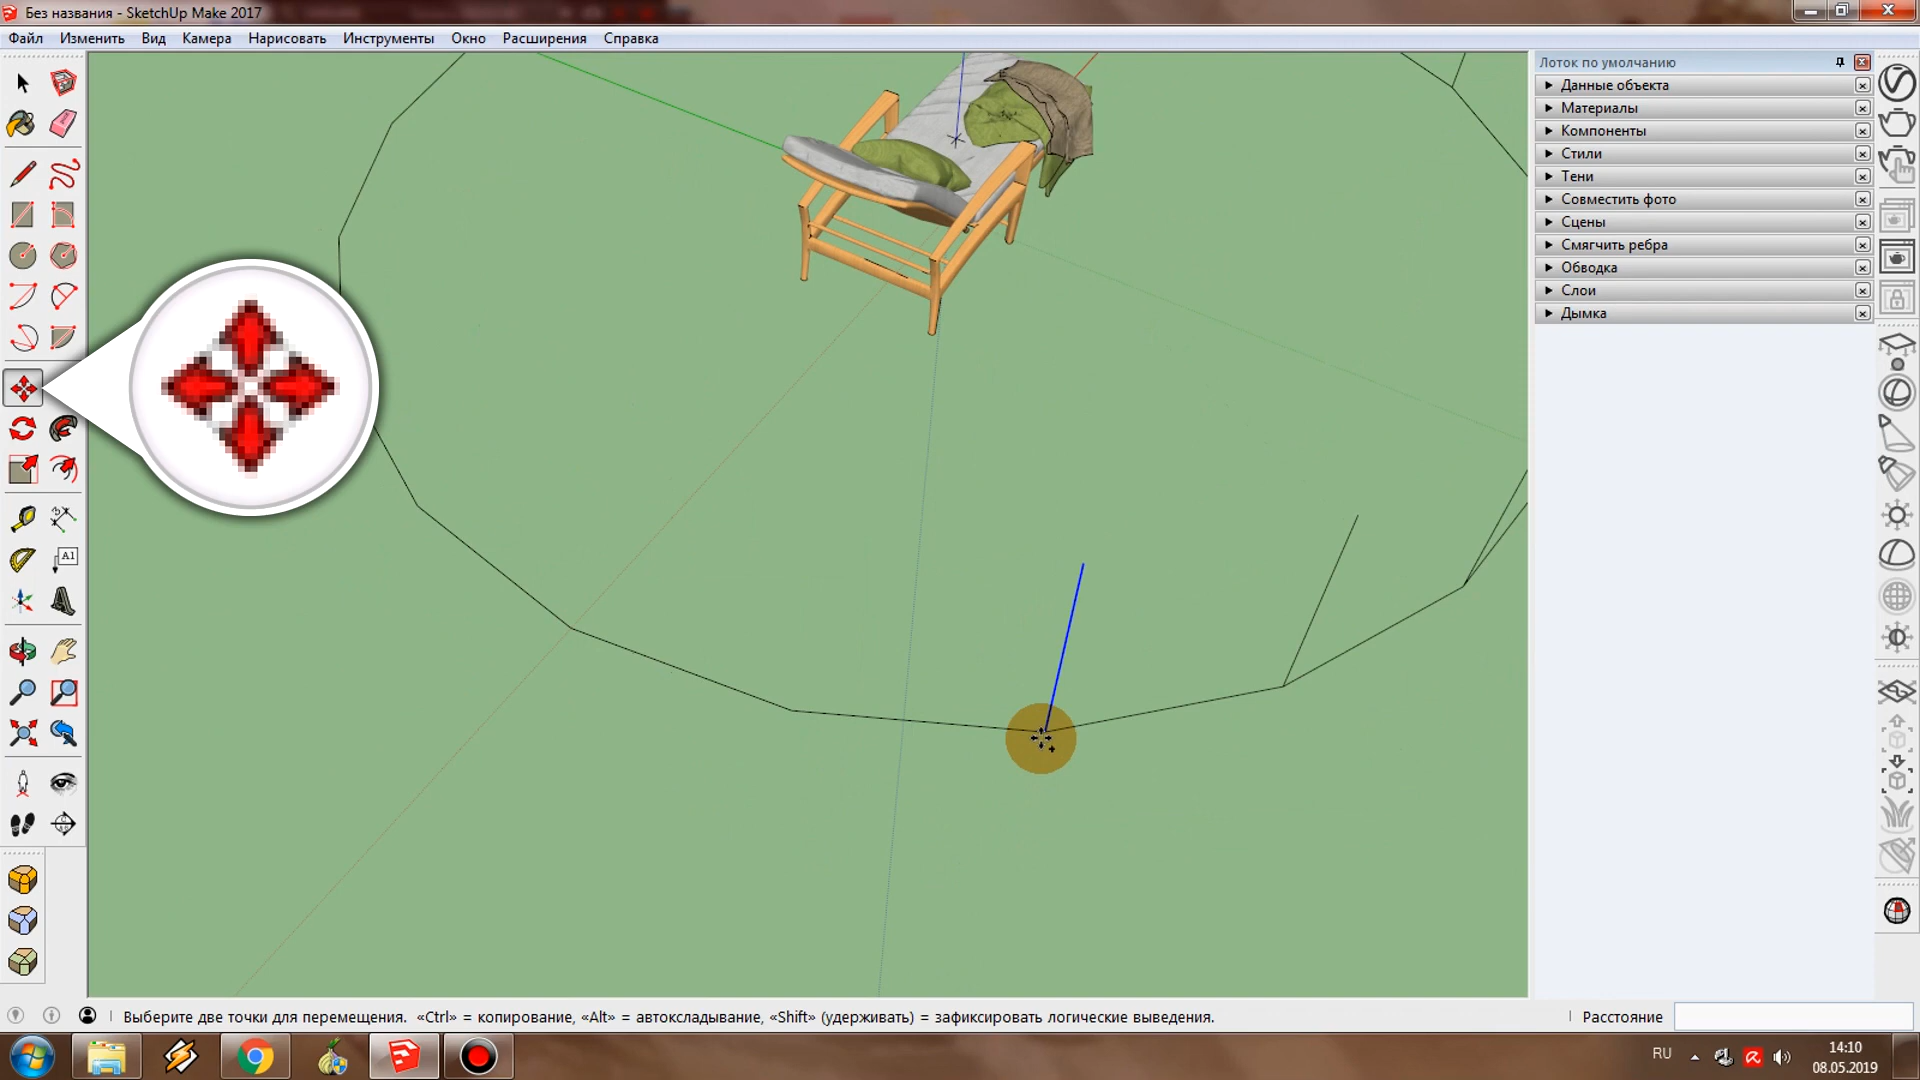 Без названия - SketchUp Make 2017
Файл Изменить Вид Камера Нарисовать Инструменты Окно Расширения Справка
Лоток по умолчанию
Данные объекта
Материалы
Компоненты
Стили
Тени
Совместить фото
Сцены
Смягчить ребра
Обводка
Слои
Дымка
A1
Выберите две точки для перемещения. «Ctrl» = копирование, «Alt» = автоскладывание, «Shift» (удерживать) = зафиксировать логические выведения.
Расстояние
RU
14:10
08.05.2019